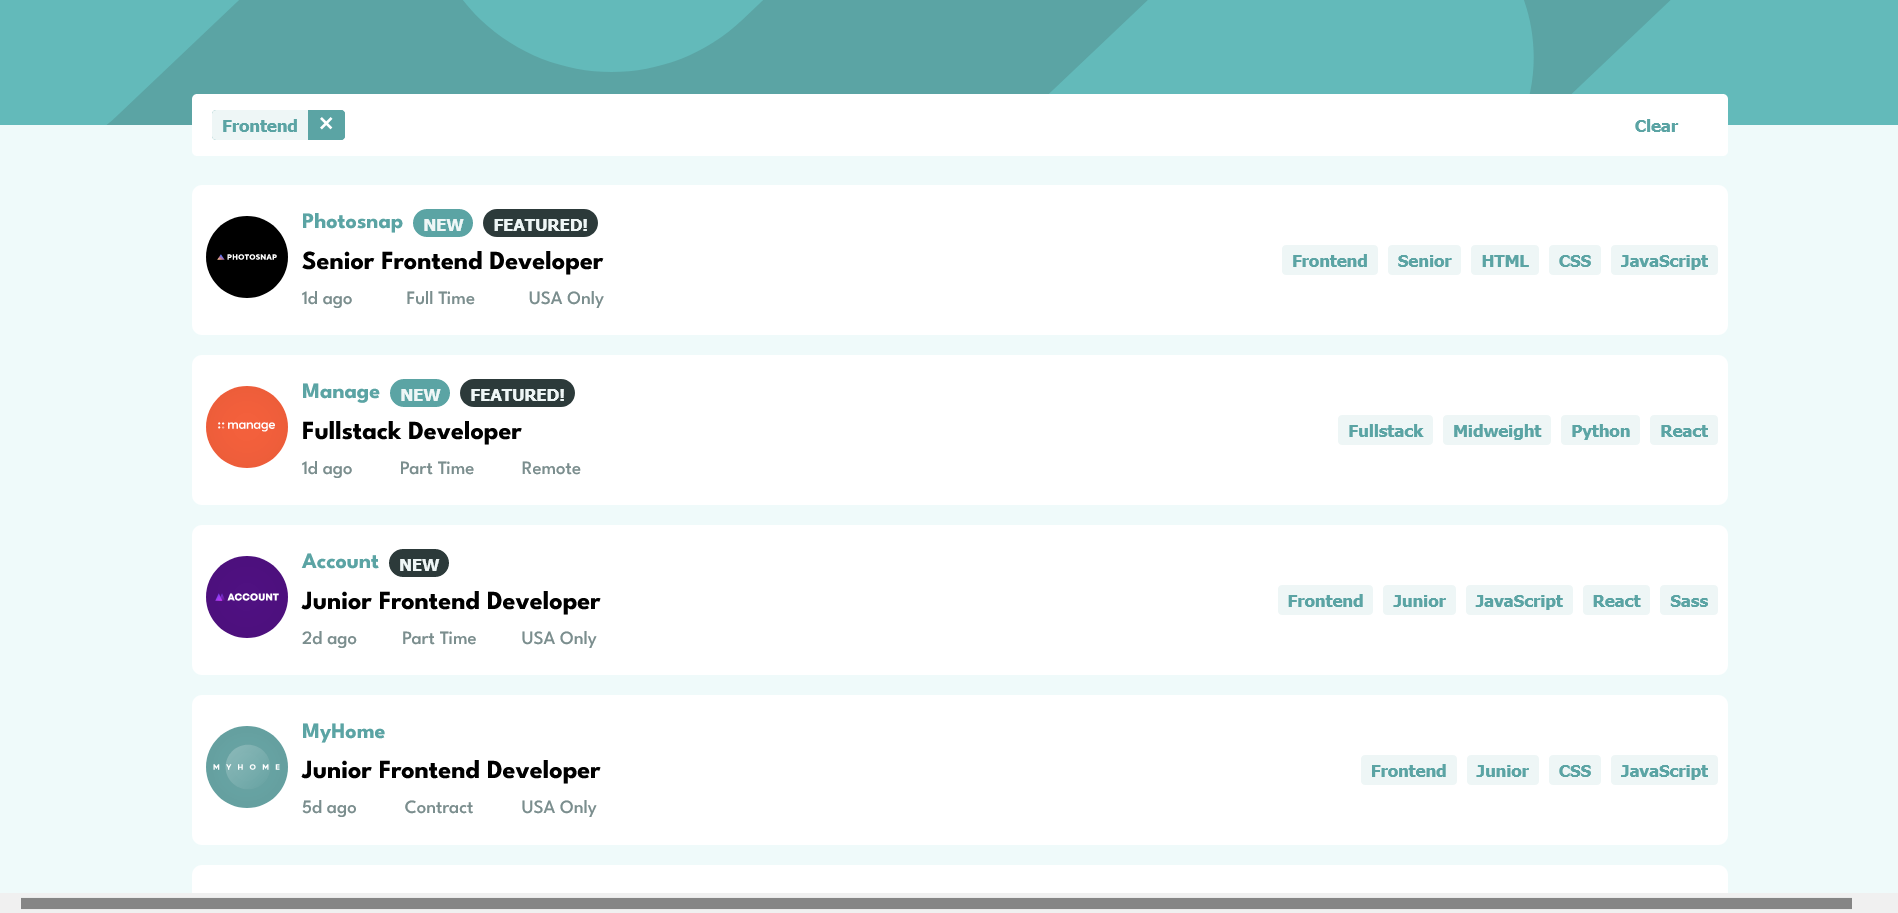 Frontend ✕ Clear
PHOTOSNAP
Photosnap NEW FEATURED!
Senior Frontend Developer
1d ago Full Time USA Only
Frontend Senior HTML CSS JavaScript
manage
Manage NEW FEATURED!
Fullstack Developer
1d ago Part Time Remote
Fullstack Midweight Python React
ACCOUNT
Account NEW
Junior Frontend Developer
2d ago Part Time USA Only
Frontend Junior JavaScript React Sass
MYHOME
MyHome
Junior Frontend Developer
5d ago Contract USA Only
Frontend Junior CSS JavaScript